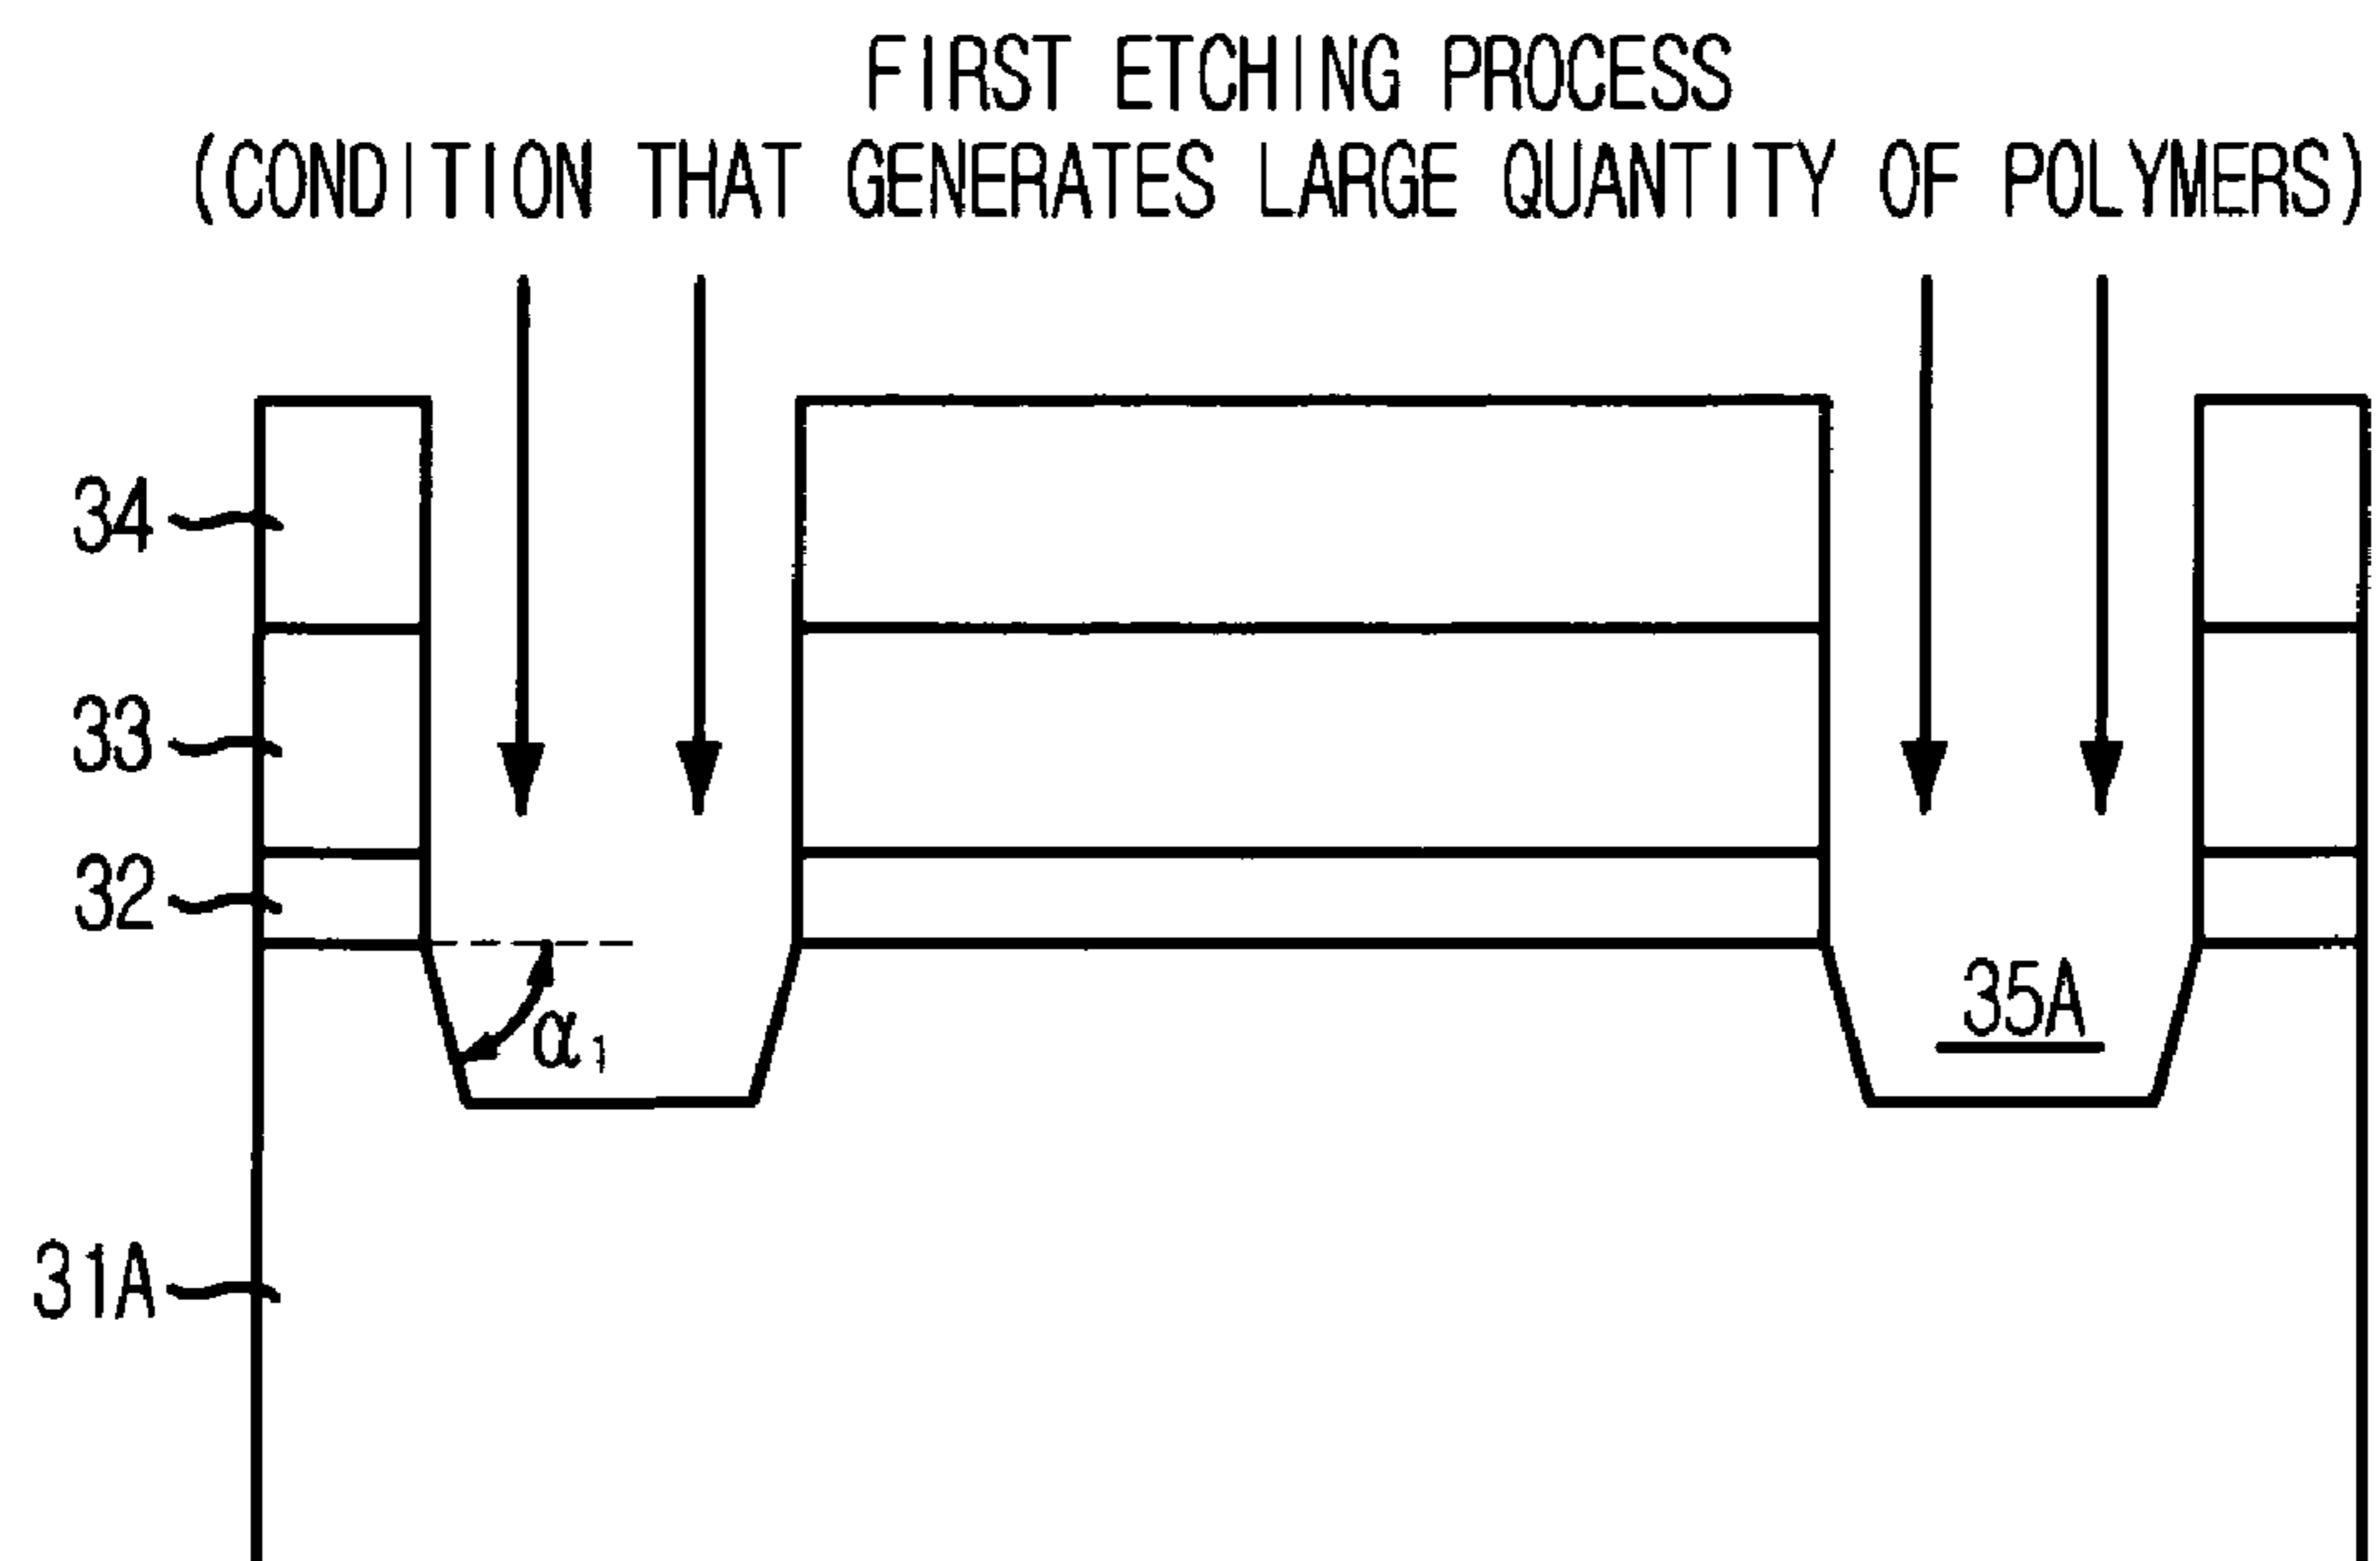 FIRST ETCHING PROCESS
(CONDITION THAT GENERATES LARGE QUANTITY OF POLYMERS)
34
33
32
35A
α₁
31A